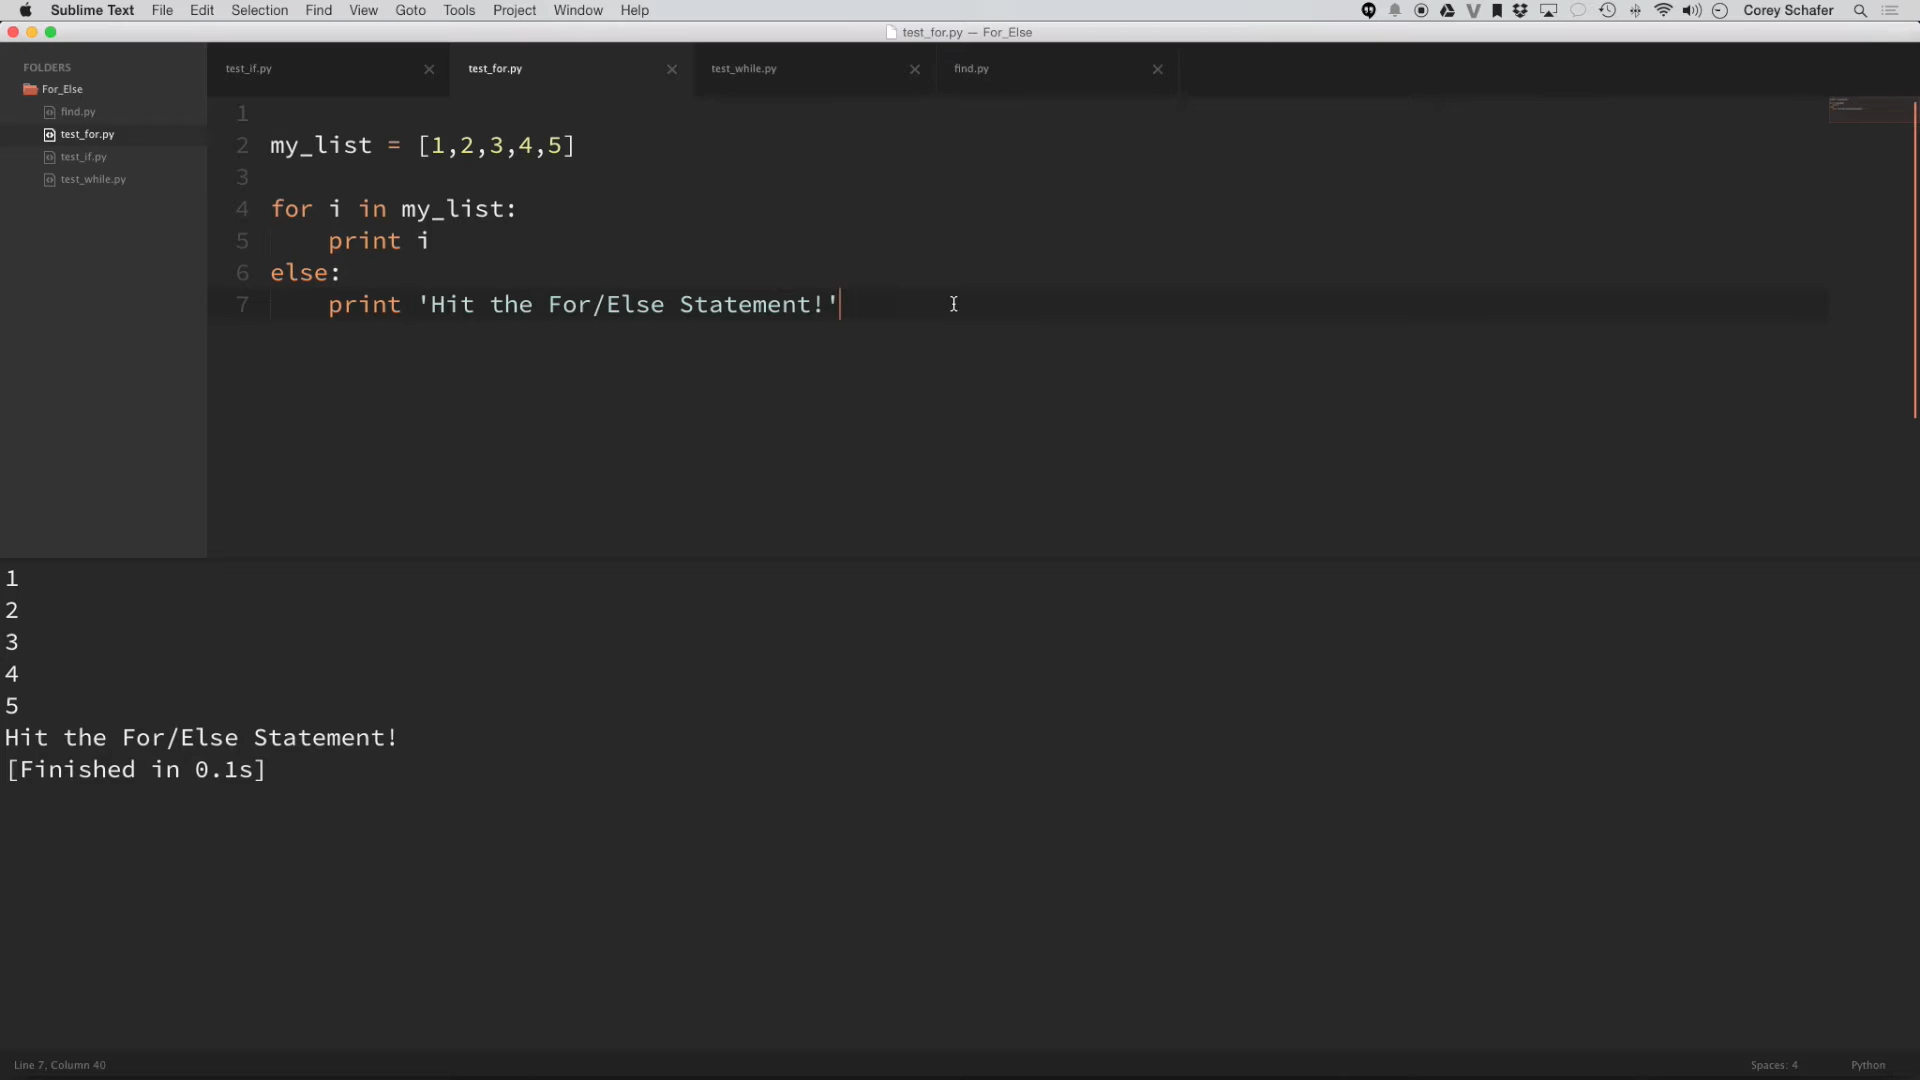 Sublime Text File Edit Selection Find View Goto Tools Project Window Help Corey Schafer
test_for.py — For_Else
FOLDERS
For_Else
find.py
test_for.py
test_if.py
test_while.py
test_if.py test_for.py test_while.py find.py
1
2 my_list = [1,2,3,4,5]
3
4 for i in my_list:
5 print i
6 else:
7 print 'Hit the For/Else Statement!'
1
2
3
4
5
Hit the For/Else Statement!
[Finished in 0.1s]
Line 7, Column 40 Spaces: 4 Python